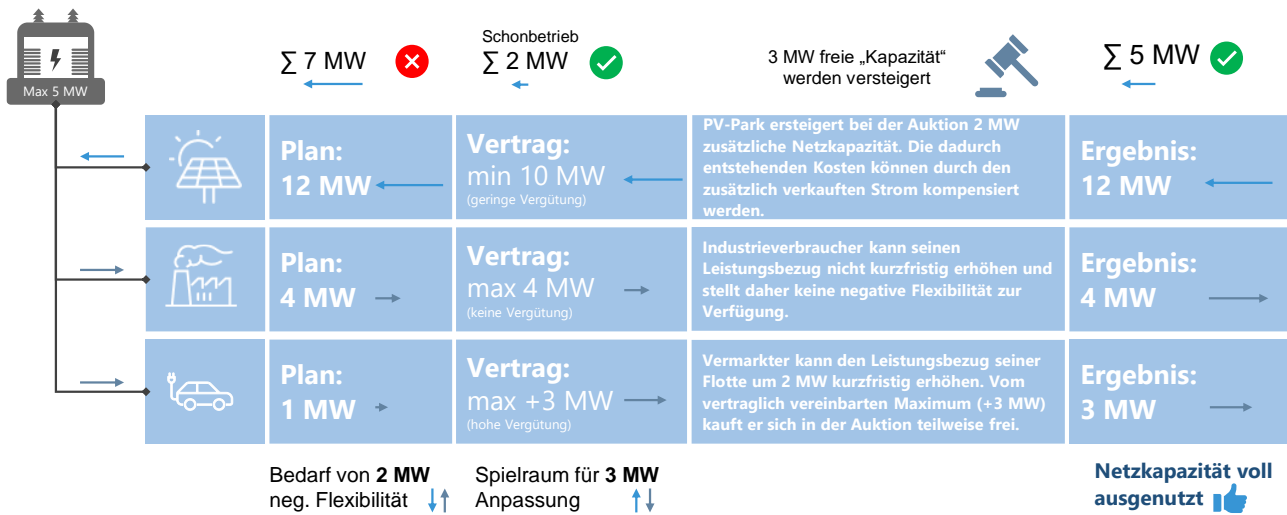 Max 5 MW
∑ 7 MW
Schonbetrieb
∑ 2 MW
3 MW freie „Kapazität“
werden versteigert
∑ 5 MW
Plan:
12 MW
Vertrag:
min 10 MW
(geringe Vergütung)
PV-Park ersteigert bei der Auktion 2 MW
zusätzliche Netzkapazität. Die dadurch
entstehenden Kosten können durch den
zusätzlich verkauften Strom kompensiert
werden.
Ergebnis:
12 MW
Plan:
4 MW
Vertrag:
max 4 MW
(keine Vergütung)
Industrieverbraucher kann seinen
Leistungsbezug nicht kurzfristig erhöhen und
stellt daher keine negative Flexibilität zur
Verfügung.
Ergebnis:
4 MW
Plan:
1 MW
Vertrag:
max +3 MW
(hohe Vergütung)
Vermarkter kann den Leistungsbezug seiner
Flotte um 2 MW kurzfristig erhöhen. Vom
vertraglich vereinbarten Maximum (+3 MW)
kauft er sich in der Auktion teilweise frei.
Ergebnis:
3 MW
Bedarf von 2 MW
neg. Flexibilität
Spielraum für 3 MW
Anpassung
Netzkapazität voll
ausgenutzt